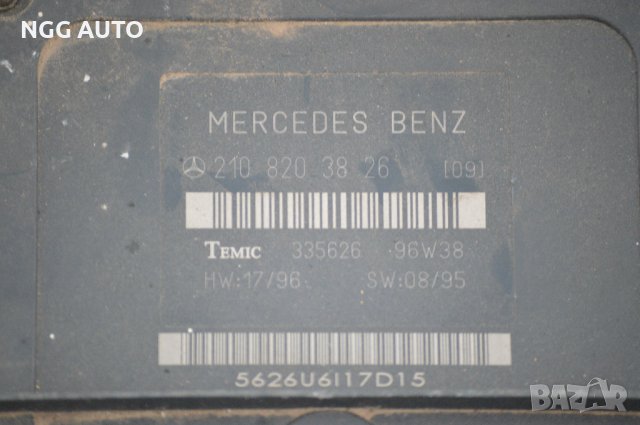 NGG AUTO
MERCEDES BENZ
210 820 38 26 [09]
TEMIC 335626 96W38
HW:17/96 SW:08/95
5626U6I17D15
BAZAR